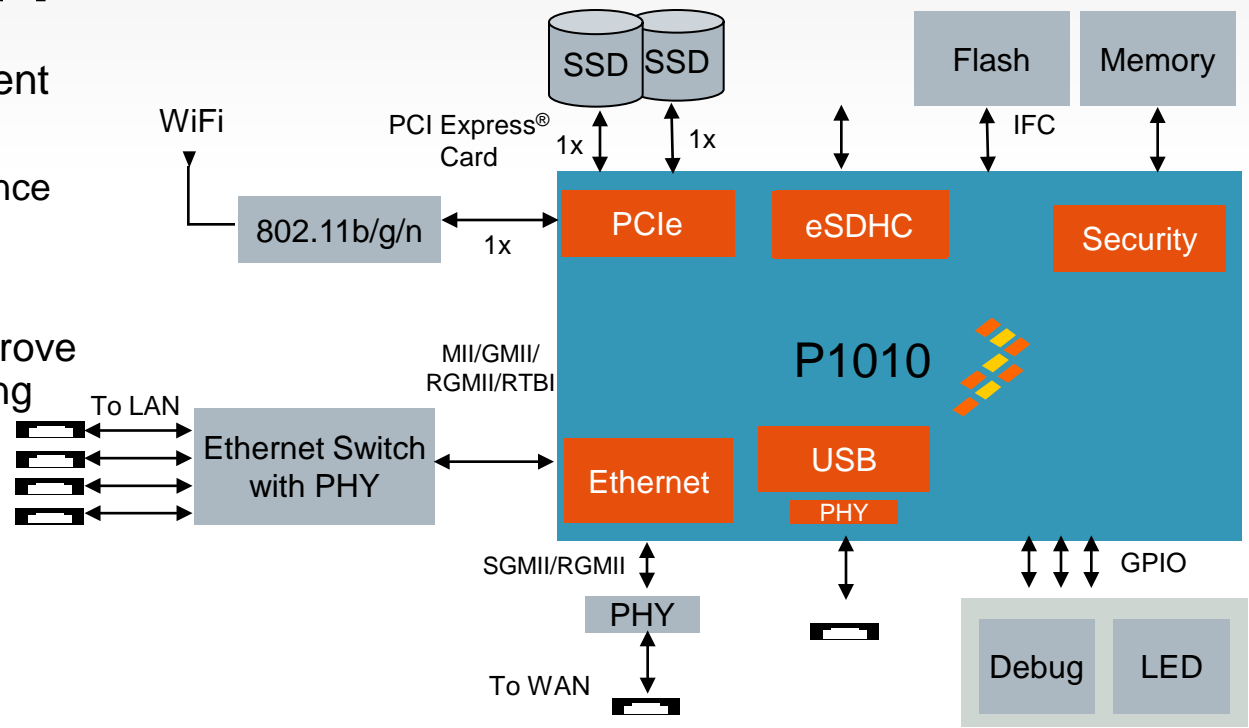 ent
nce
rove
ng
SSD
SSD
Flash
Memory
WiFi
PCI Express®
Card
1x
1x
IFC
802.11b/g/n
1x
PCIe
eSDHC
Security
P1010
MII/GMII/
RGMII/RTBI
To LAN
Ethernet Switch
with PHY
Ethernet
USB
PHY
SGMII/RGMII
GPIO
PHY
Debug
LED
To WAN